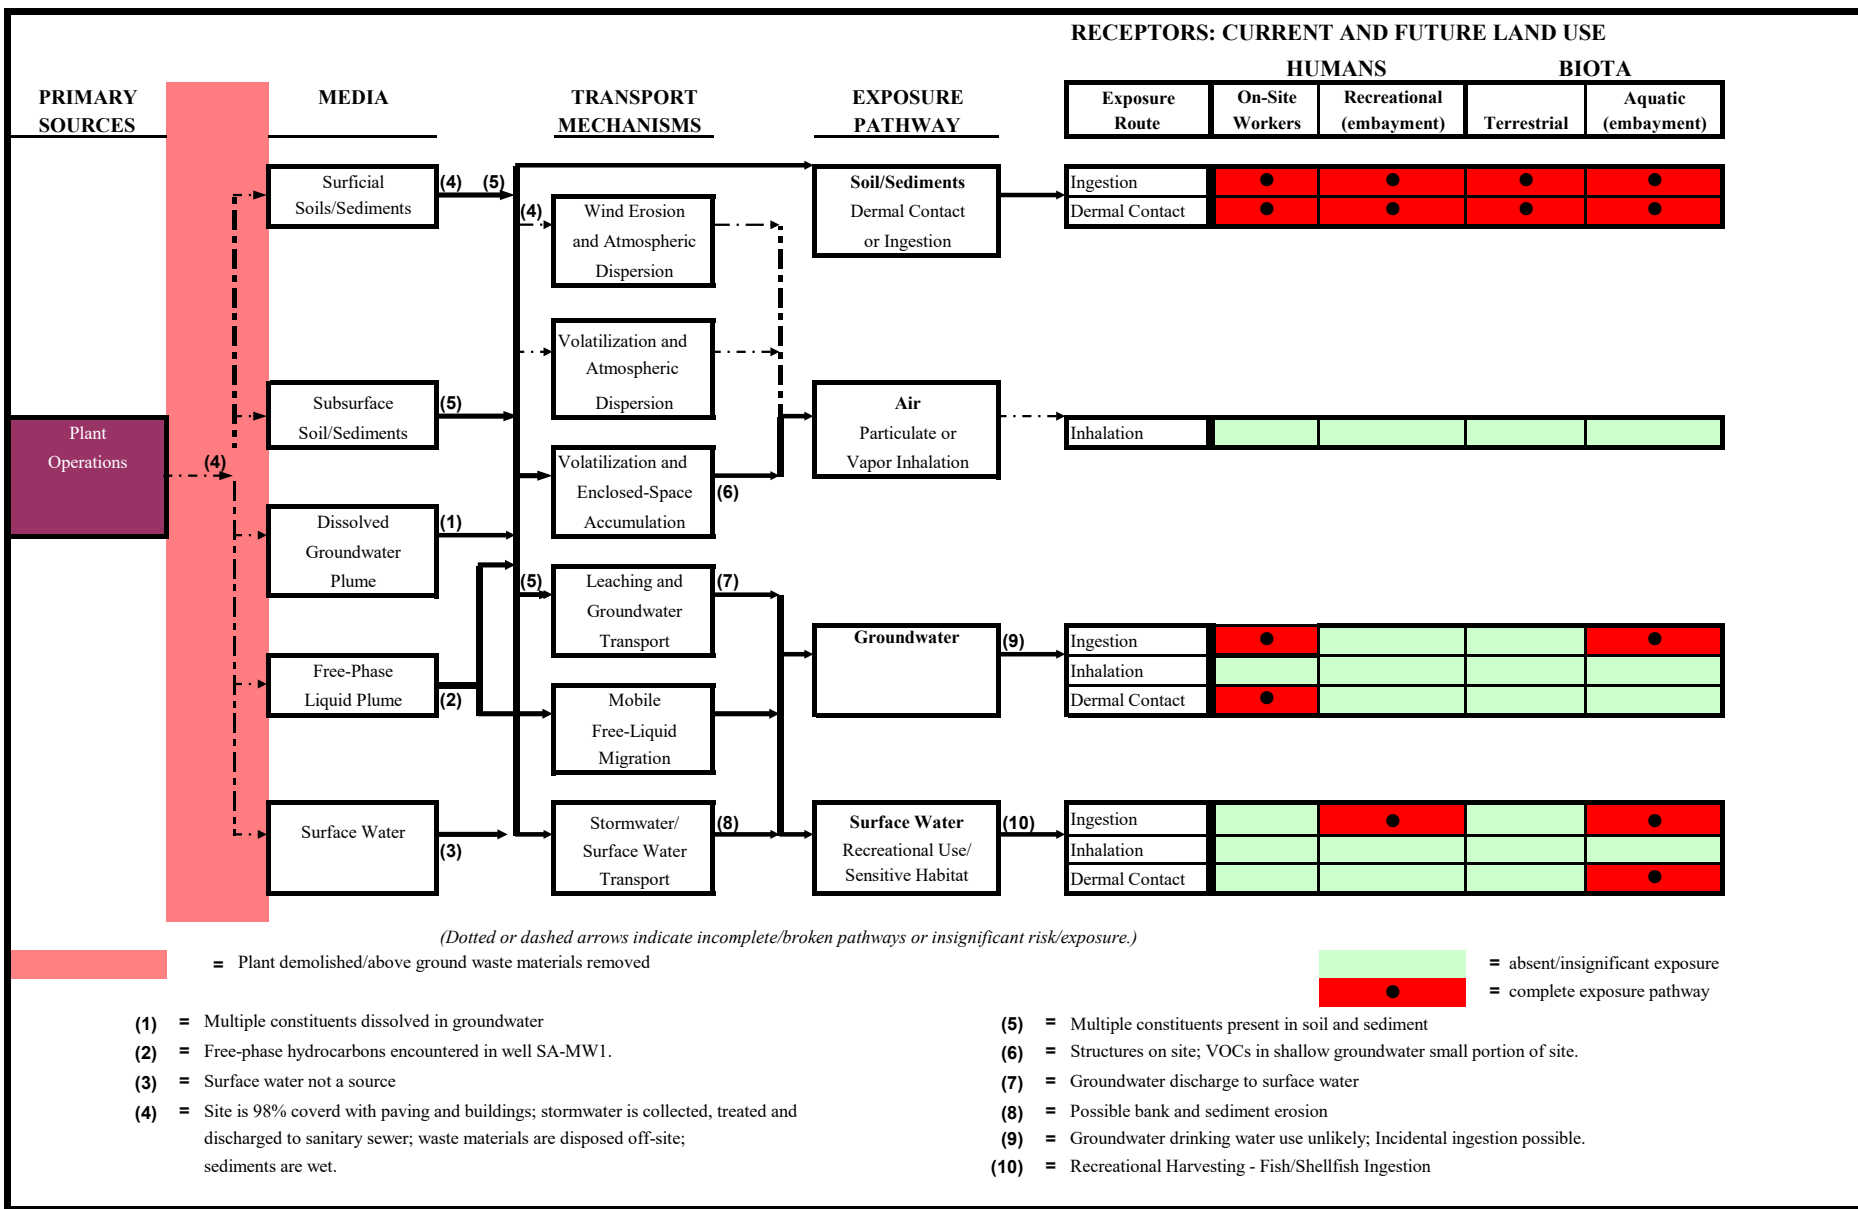 RECEPTORS: CURRENT AND FUTURE LAND USE
HUMANS BIOTA
PRIMARY SOURCES
MEDIA
TRANSPORT MECHANISMS
EXPOSURE PATHWAY
Exposure Route
On-Site Workers
Recreational (embayment)
Terrestrial
Aquatic (embayment)
Plant
Operations
(4)
Surficial
Soils/Sediments
(4) (5)
Subsurface
Soil/Sediments
(5)
Dissolved
Groundwater
Plume
(1)
Free-Phase
Liquid Plume
(2)
Surface Water
(3)
(4)
Wind Erosion
and Atmospheric
Dispersion
Volatilization and
Atmospheric
Dispersion
Volatilization and
Enclosed-Space
Accumulation
(6)
(5)
Leaching and
Groundwater
Transport
(7)
Mobile
Free-Liquid
Migration
Stormwater/
Surface Water
Transport
(8)
Soil/Sediments
Dermal Contact
or Ingestion
Ingestion
Dermal Contact
Air
Particulate or
Vapor Inhalation
Inhalation
Groundwater
(9)
Ingestion
Inhalation
Dermal Contact
Surface Water
Recreational Use/
Sensitive Habitat
(10)
Ingestion
Inhalation
Dermal Contact
(Dotted or dashed arrows indicate incomplete/broken pathways or insignificant risk/exposure.)
= Plant demolished/above ground waste materials removed
= absent/insignificant exposure
= complete exposure pathway
(1) = Multiple constituents dissolved in groundwater
(2) = Free-phase hydrocarbons encountered in well SA-MW1.
(3) = Surface water not a source
(4) = Site is 98% coverd with paving and buildings; stormwater is collected, treated and
discharged to sanitary sewer; waste materials are disposed off-site;
sediments are wet.
(5) = Multiple constituents present in soil and sediment
(6) = Structures on site; VOCs in shallow groundwater small portion of site.
(7) = Groundwater discharge to surface water
(8) = Possible bank and sediment erosion
(9) = Groundwater drinking water use unlikely; Incidental ingestion possible.
(10) = Recreational Harvesting - Fish/Shellfish Ingestion